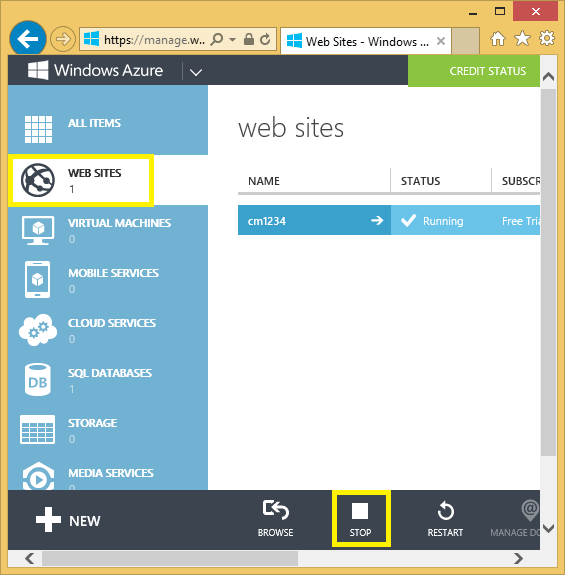 https://manage.w...
Web Sites - Windows ...
Windows Azure
CREDIT STATUS
ALL ITEMS
WEB SITES
1
VIRTUAL MACHINES
0
MOBILE SERVICES
0
CLOUD SERVICES
0
SQL DATABASES
1
DB
STORAGE
0
MEDIA SERVICES
web sites
NAME STATUS SUBSCR
cm1234 Running Free Tria
NEW
BROWSE STOP RESTART MANAGE DO